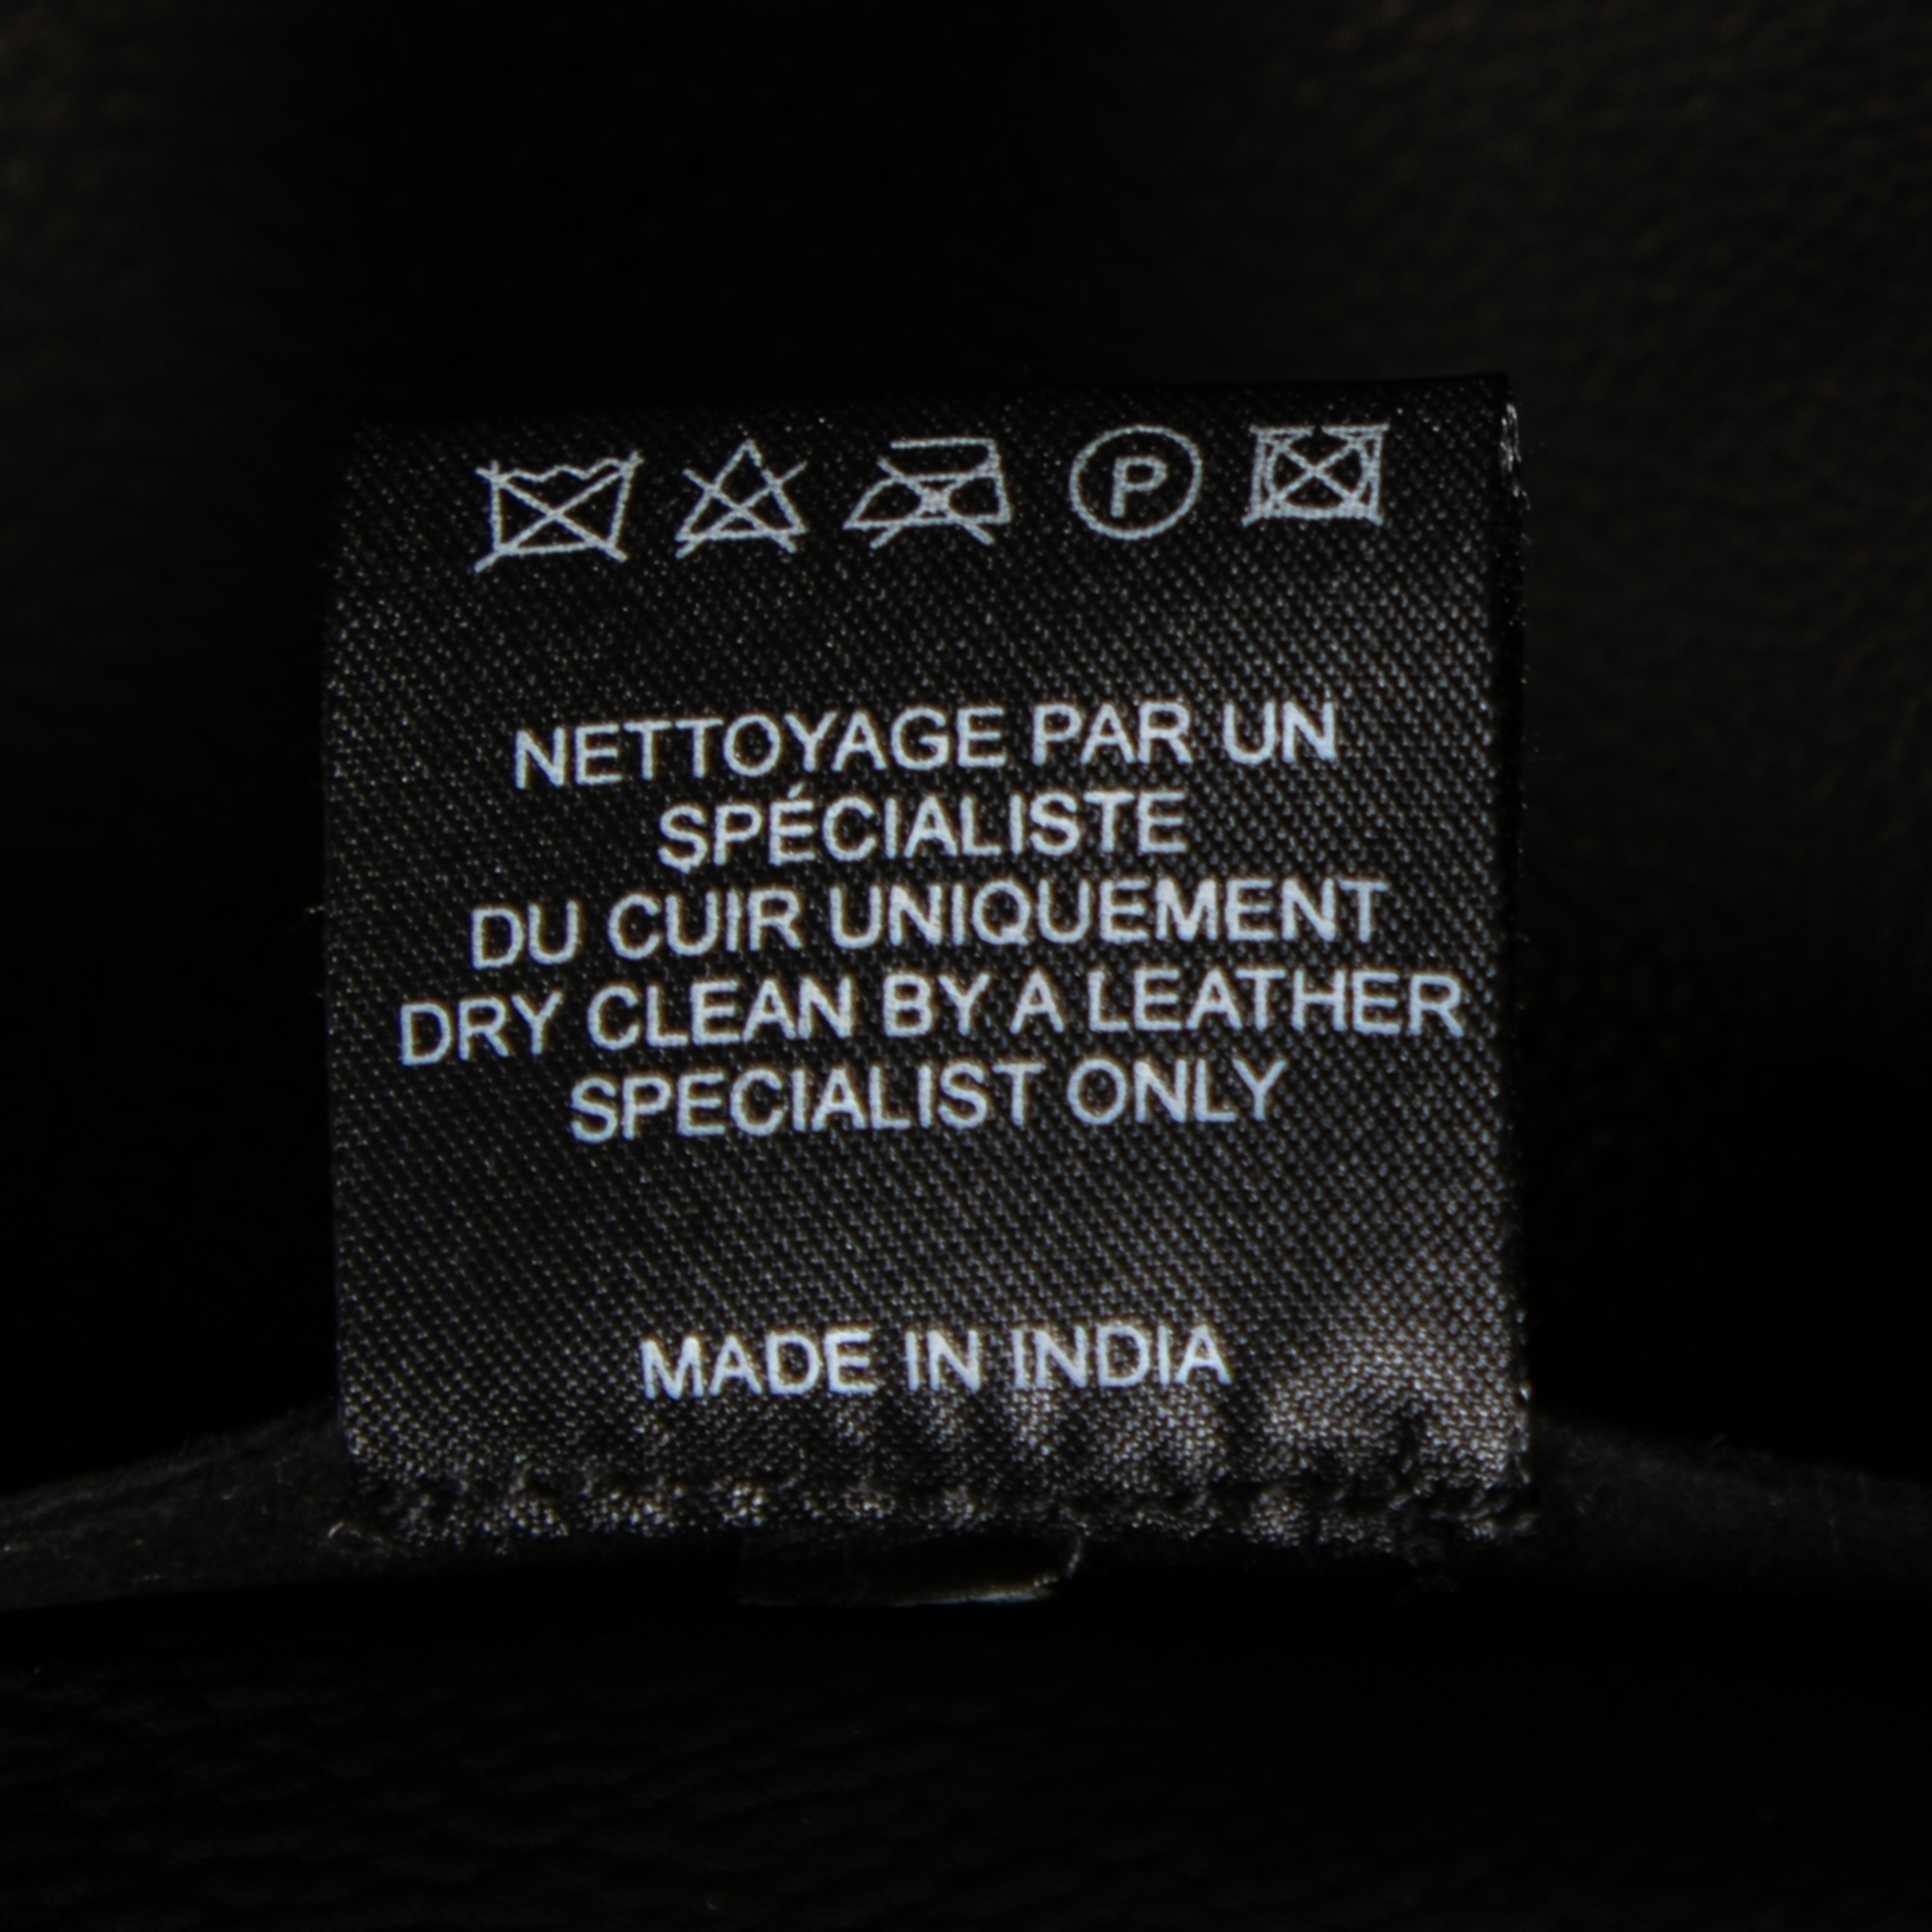 P
NETTOYAGE PAR UN
SPÉCIALISTE
DU CUIR UNIQUEMENT
DRY CLEAN BY A LEATHER
SPECIALIST ONLY
MADE IN INDIA